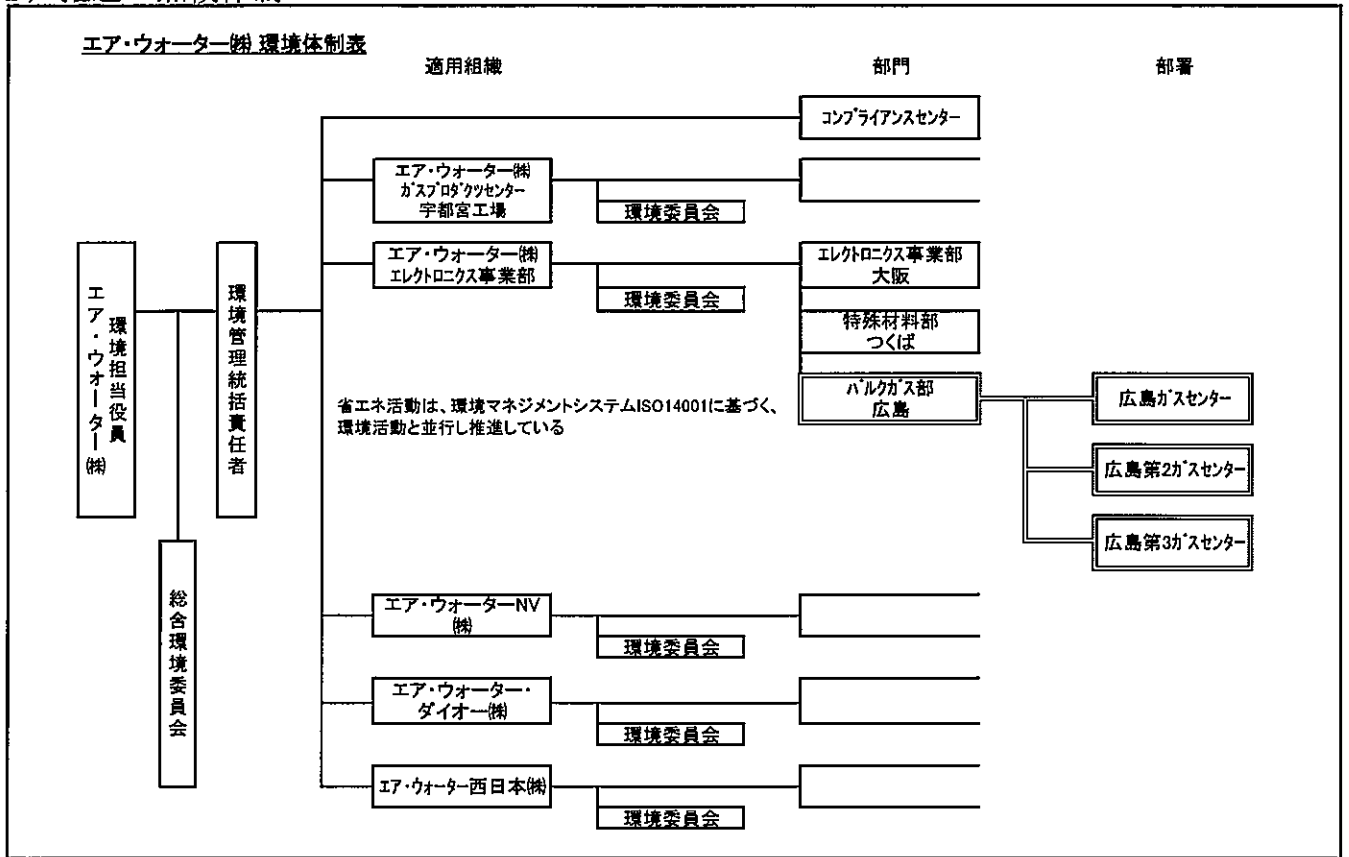 エア・ウォーター㈱ 環境体制表
適用組織
部門
部署
コンプライアンスセンター
エア・ウォーター㈱
ガスプロダクツセンター
宇都宮工場
環境委員会
エア・ウォーター㈱
エレクトロニクス事業部
環境委員会
エレクトロニクス事業部
大阪
特殊材料部
つくば
バルクガス部
広島
広島ガスセンター
広島第2ガスセンター
広島第3ガスセンター
環境担当役員
エア・ウォーター㈱
環境管理統括責任者
総合環境委員会
省エネ活動は、環境マネジメントシステムISO14001に基づく、
環境活動と並行し推進している
エア・ウォーターNV
㈱
環境委員会
エア・ウォーター・
ダイオー㈱
環境委員会
エア・ウォーター西日本㈱
環境委員会